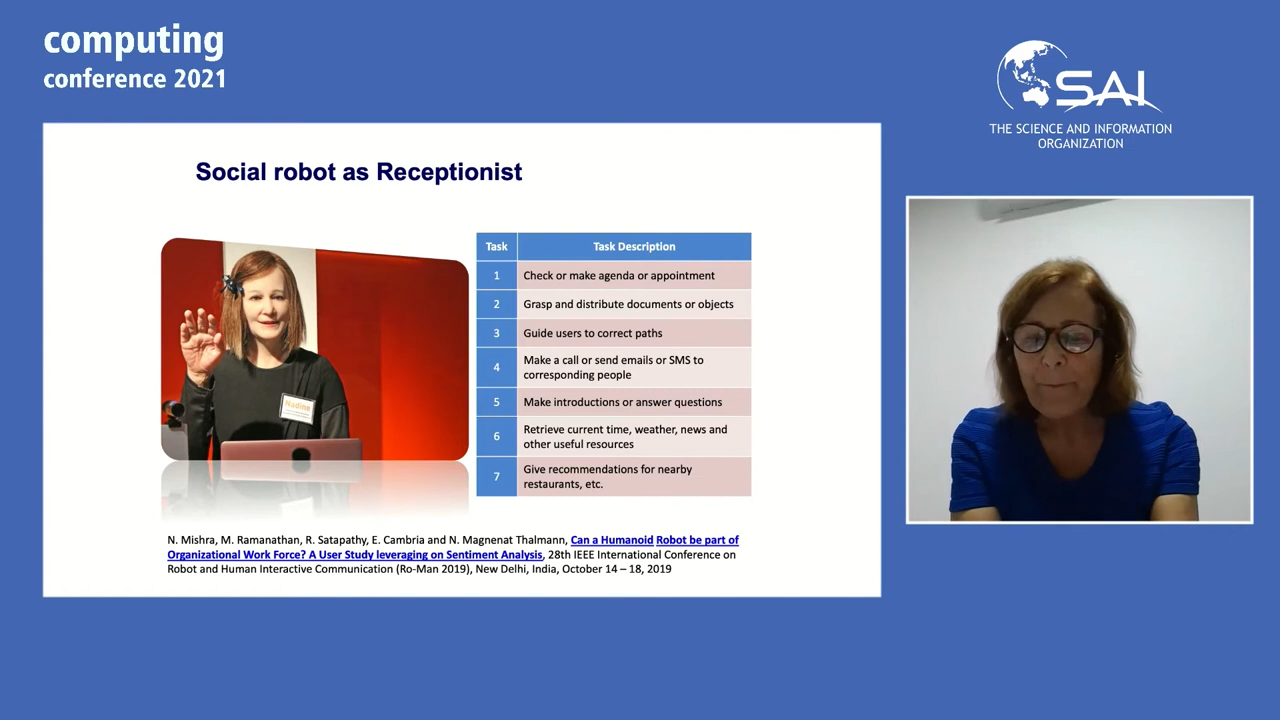 computing
conference 2021
SAI
THE SCIENCE AND INFORMATION
ORGANIZATION
Social robot as Receptionist
Nadine
Task Task Description
1 Check or make agenda or appointment
2 Grasp and distribute documents or objects
3 Guide users to correct paths
4 Make a call or send emails or SMS to
corresponding people
5 Make introductions or answer questions
6 Retrieve current time, weather, news and
other useful resources
7 Give recommendations for nearby
restaurants, etc.
N. Mishra, M. Ramanathan, R. Satapathy, E. Cambria and N. Magnenat Thalmann, Can a Humanoid Robot be part of
Organizational Work Force? A User Study leveraging on Sentiment Analysis, 28th IEEE International Conference on
Robot and Human Interactive Communication (Ro-Man 2019), New Delhi, India, October 14 – 18, 2019